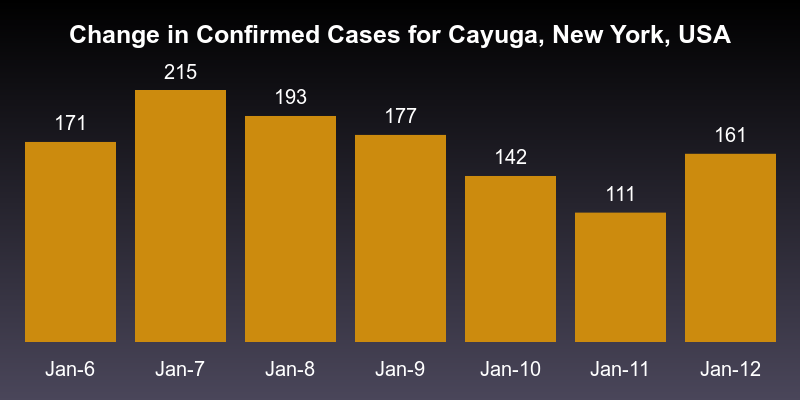 Change in Confirmed Cases for Cayuga, New York, USA
171
215
193
177
142
111
161
Jan-6
Jan-7
Jan-8
Jan-9
Jan-10
Jan-11
Jan-12